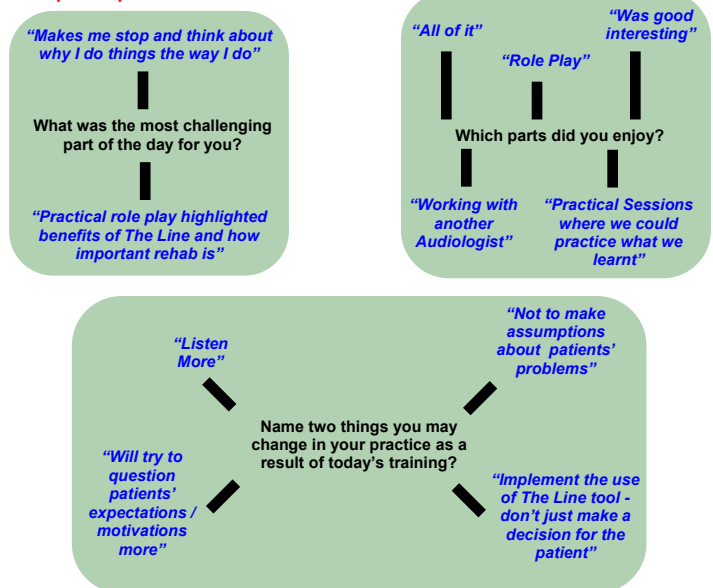 “Makes me stop and think about
why I do things the way I do”
What was the most challenging
part of the day for you?
“Practical role play highlighted
benefits of The Line and how
important rehab is”
“All of it”
“Role Play”
“Was good
interesting”
Which parts did you enjoy?
“Working with
another
Audiologist”
“Practical Sessions
where we could
practice what we
learnt”
“Listen
More”
“Not to make
assumptions
about patients’
problems”
Name two things you may
change in your practice as a
result of today’s training?
“Will try to
question
patients’
expectations /
motivations
more”
“Implement the use
of The Line tool -
don’t just make a
decision for the
patient”